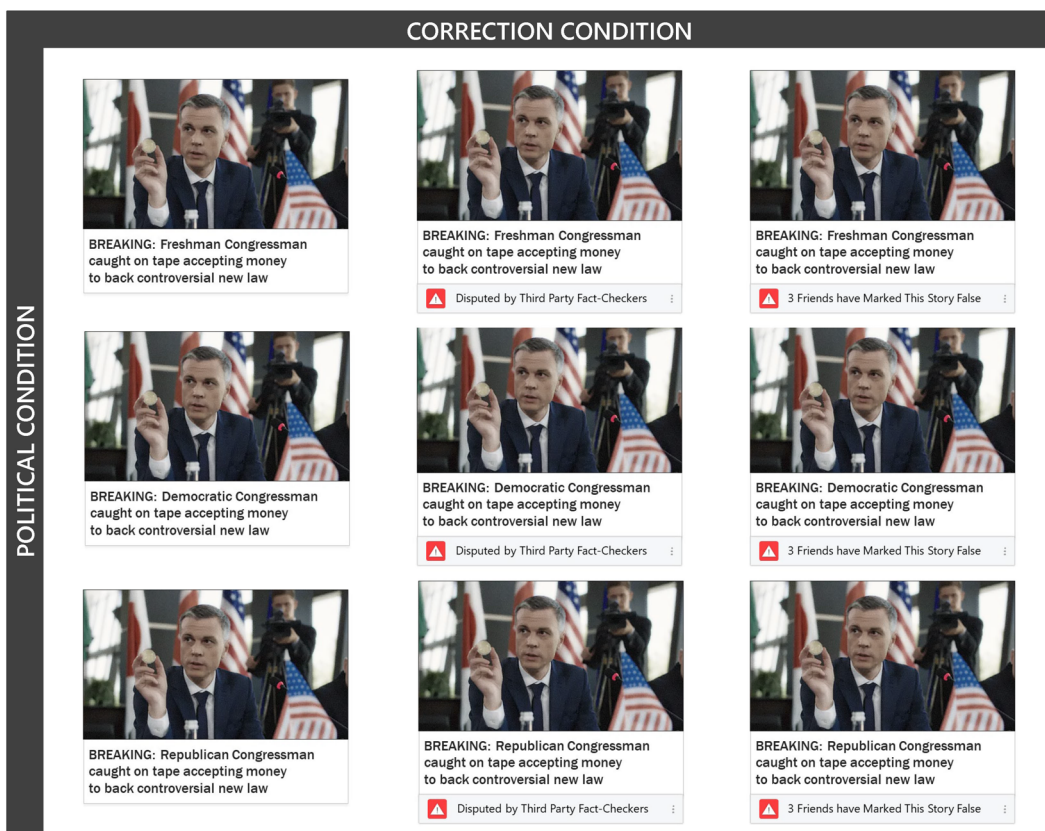 CORRECTION CONDITION
POLITICAL CONDITION
BREAKING: Freshman Congressman
caught on tape accepting money
to back controversial new law
BREAKING: Freshman Congressman
caught on tape accepting money
to back controversial new law
Disputed by Third Party Fact-Checkers
BREAKING: Freshman Congressman
caught on tape accepting money
to back controversial new law
3 Friends have Marked This Story False
BREAKING: Democratic Congressman
caught on tape accepting money
to back controversial new law
BREAKING: Democratic Congressman
caught on tape accepting money
to back controversial new law
Disputed by Third Party Fact-Checkers
BREAKING: Democratic Congressman
caught on tape accepting money
to back controversial new law
3 Friends have Marked This Story False
BREAKING: Republican Congressman
caught on tape accepting money
to back controversial new law
BREAKING: Republican Congressman
caught on tape accepting money
to back controversial new law
Disputed by Third Party Fact-Checkers
BREAKING: Republican Congressman
caught on tape accepting money
to back controversial new law
3 Friends have Marked This Story False